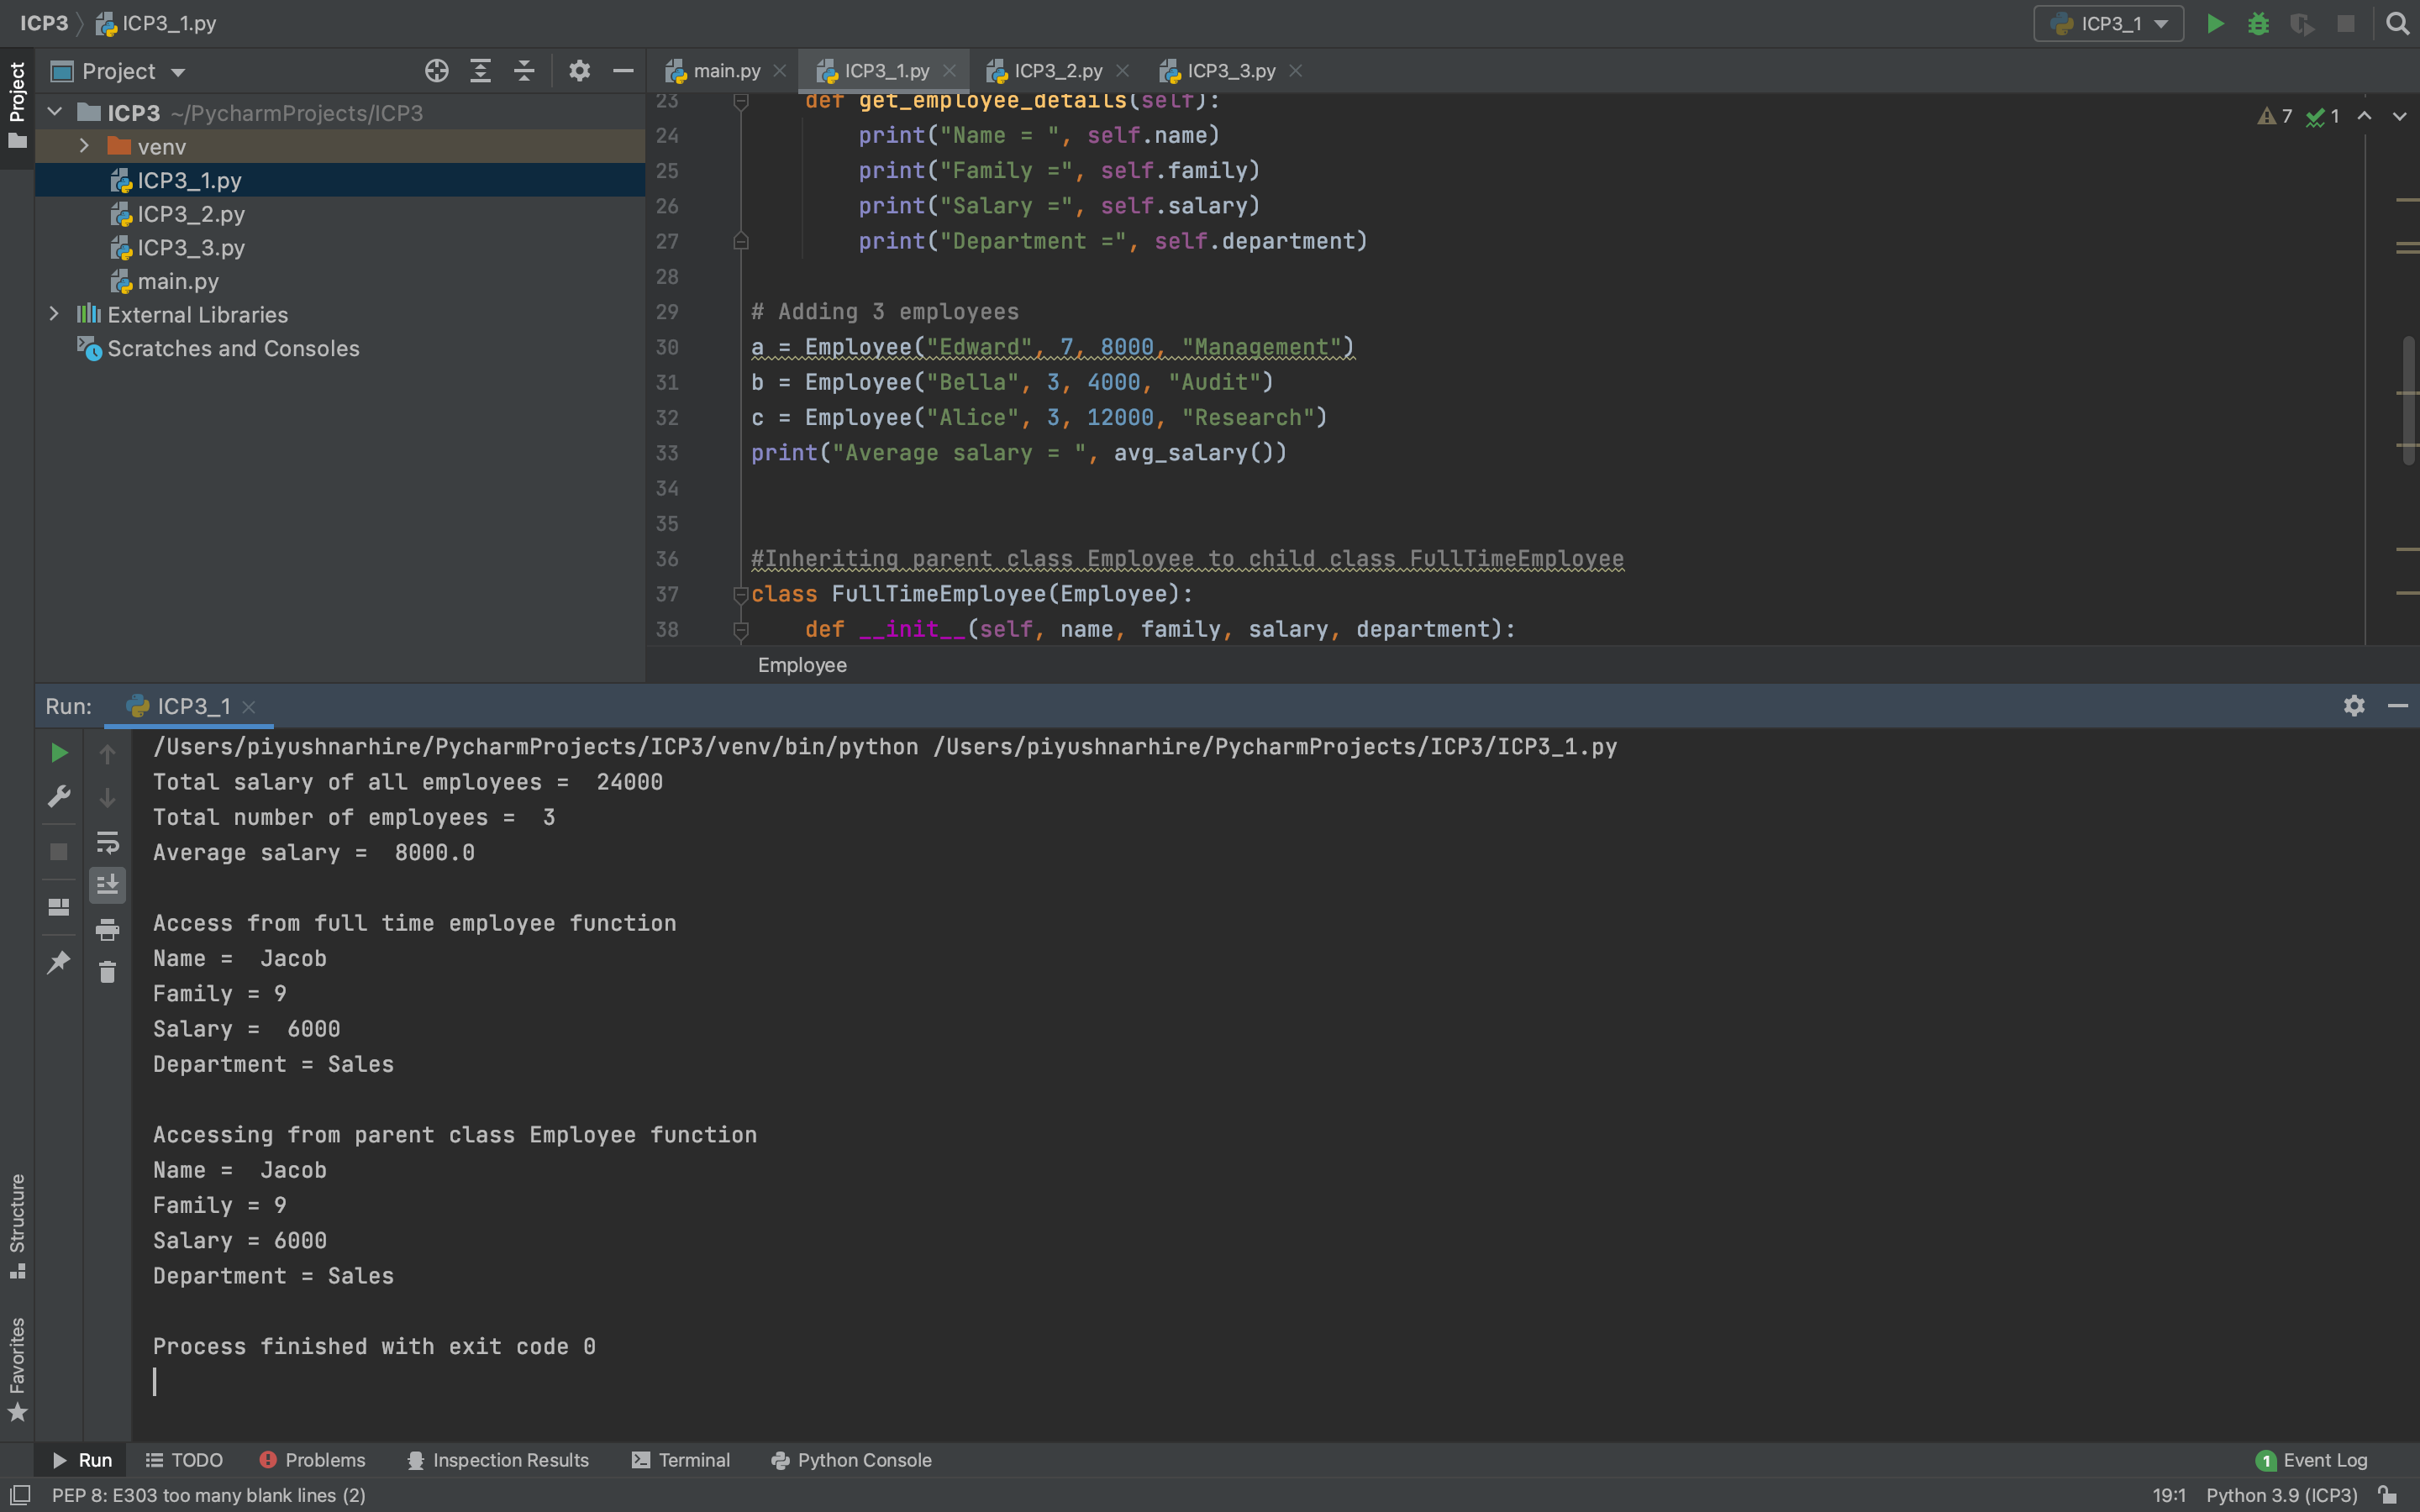 ICP3 ICP3_1.py ICP3_1
Project
Project
ICP3 ~/PycharmProjects/ICP3
venv
ICP3_1.py
ICP3_2.py
ICP3_3.py
main.py
External Libraries
Scratches and Consoles
main.py ICP3_1.py ICP3_2.py ICP3_3.py
7 1
23 def get_employee_details(self):
24 print("Name = ", self.name)
25 print("Family =", self.family)
26 print("Salary =", self.salary)
27 print("Department =", self.department)
28
29 # Adding 3 employees
30 a = Employee("Edward", 7, 8000, "Management")
31 b = Employee("Bella", 3, 4000, "Audit")
32 c = Employee("Alice", 3, 12000, "Research")
33 print("Average salary = ", avg_salary())
34
35
36 #Inheriting parent class Employee to child class FullTimeEmployee
37 class FullTimeEmployee(Employee):
38 def __init__(self, name, family, salary, department):
Employee
Run: ICP3_1
/Users/piyushnarhire/PycharmProjects/ICP3/venv/bin/python /Users/piyushnarhire/PycharmProjects/ICP3/ICP3_1.py
Total salary of all employees =  24000
Total number of employees =  3
Average salary =  8000.0
Access from full time employee function
Name =  Jacob
Family = 9
Salary =  6000
Department = Sales
Accessing from parent class Employee function
Name =  Jacob
Family = 9
Salary = 6000
Department = Sales
Process finished with exit code 0
Structure
Favorites
Run TODO Problems Inspection Results Terminal Python Console 1 Event Log
PEP 8: E303 too many blank lines (2) 19:1 Python 3.9 (ICP3)